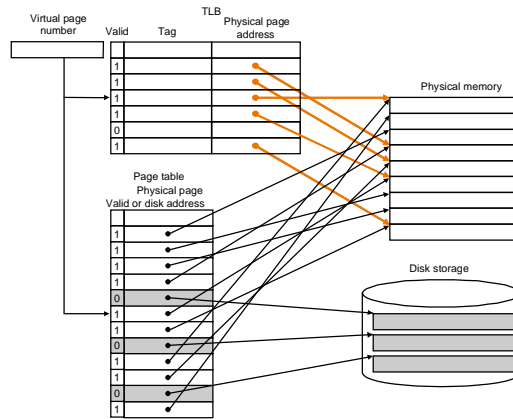 TLB
Virtual page
number
Valid Tag Physical page
address
1
1
1
1
0
1
Physical memory
Page table
Physical page
Valid or disk address
1
1
1
1
0
1
1
0
1
1
0
1
Disk storage